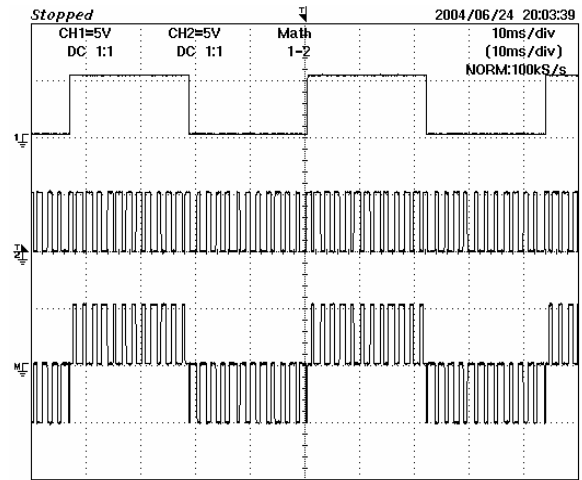 Stopped T 2004/06/24 20:03:39
CH1=5V CH2=5V Math 10ms/div
DC 1:1 DC 1:1 1-2 (10ms/div)
NORM:100kS/s
1
T
2
M